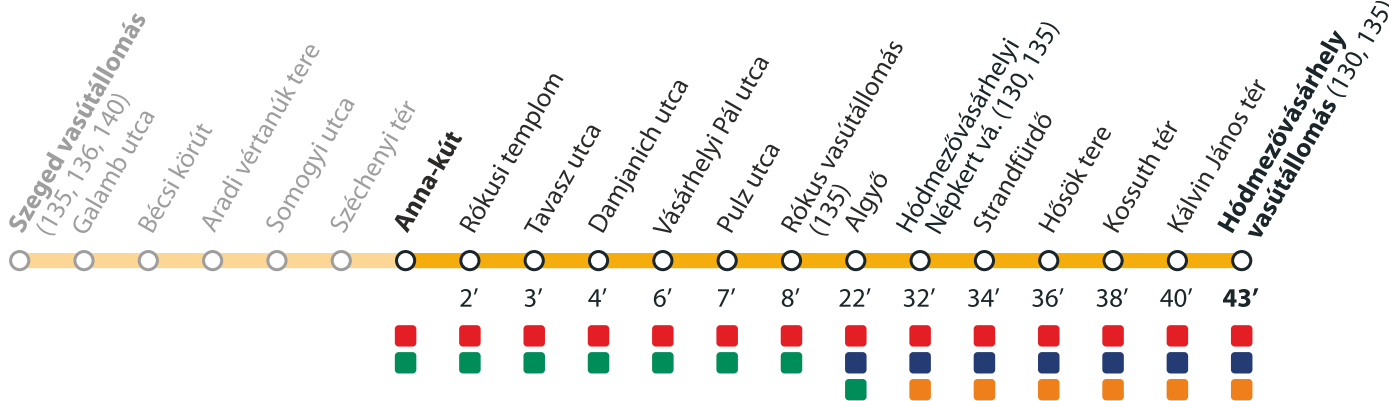 Szeged vasútállomás
(135, 136, 140)
Galamb utca
Bécsi körút
Aradi vértanúk tere
Somogyi utca
Széchenyi tér
Anna-kút
Rókusi templom
Tavasz utca
Damjanich utca
Vásárhelyi Pál utca
Pulz utca
Rókus vasútállomás
(135)
Algyő
Hódmezővásárhelyi
Népkert vá. (130, 135)
Strandfürdő
Hősök tere
Kossuth tér
Kálvin János tér
Hódmezővásárhely
vasútállomás (130, 135)
2’ 3’ 4’ 6’ 7’ 8’ 22’ 32’ 34’ 36’ 38’ 40’ 43’